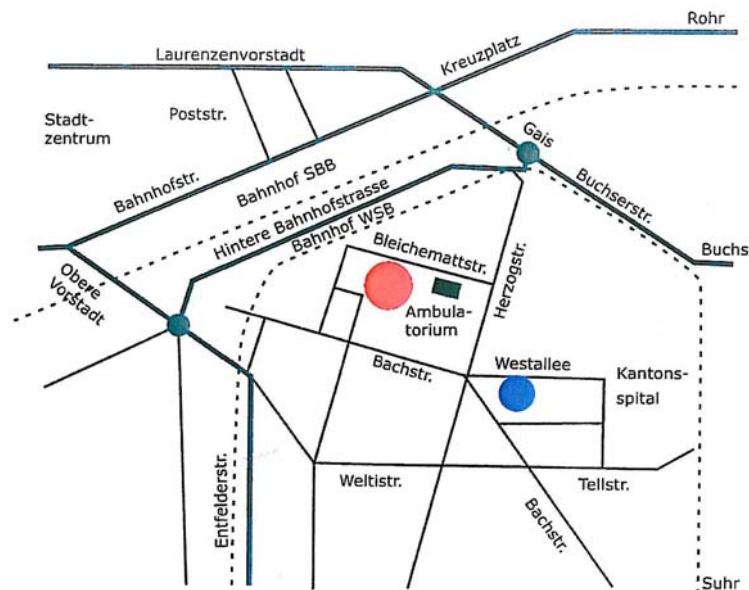 Rohr
Laurenzenvorstadt
Kreuzplatz
Stadt-
zentrum
Poststr.
Gais
Bahnhofstr.
Bahnhof SBB
Buchserstr.
Hintere Bahnhofstrasse
Bahnhof WSB
Buchs
Bleichemattstr.
Obere
Vorstadt
Herzogstr.
Ambula-
torium
Bachstr.
Westallee
Kantons-
spital
Entfelderstr.
Weltistr.
Tellstr.
Bachstr.
Suhr